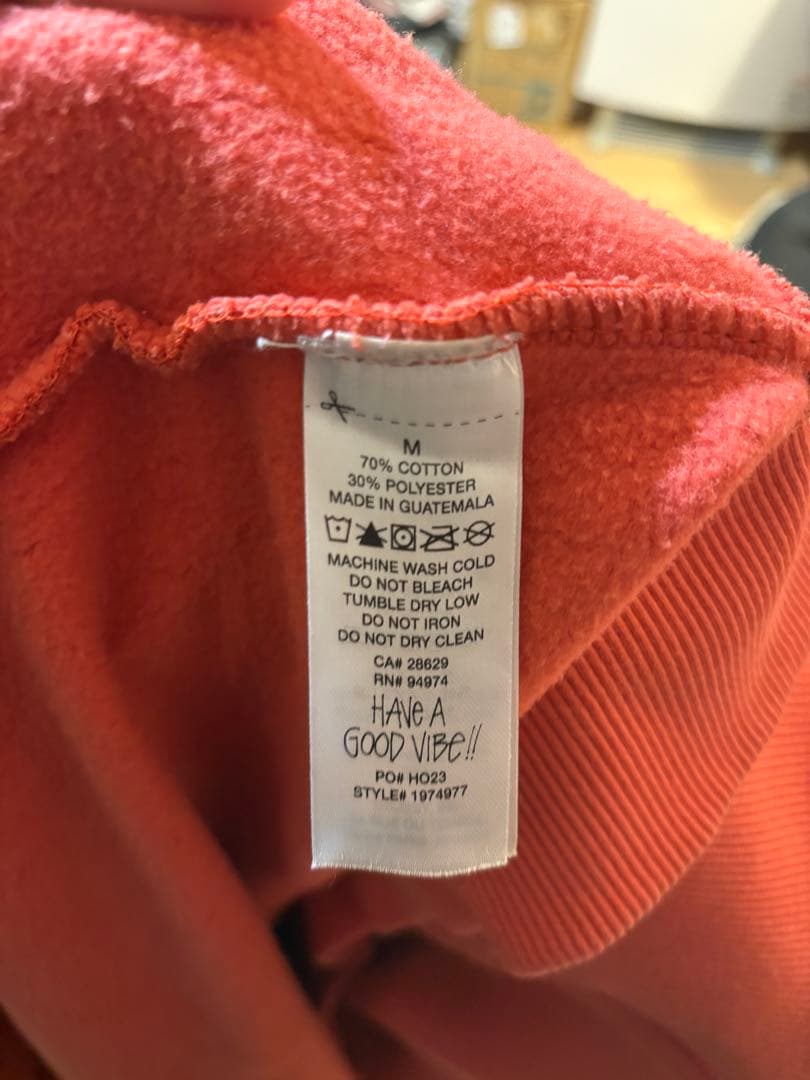 M
70% COTTON
30% POLYESTER
MADE IN GUATEMALA
MACHINE WASH COLD
DO NOT BLEACH
TUMBLE DRY LOW
DO NOT IRON
DO NOT DRY CLEAN
CA# 28629
RN# 94974
HAVe A
GOOD VIBe!!
PO# HO23
STYLE# 1974977